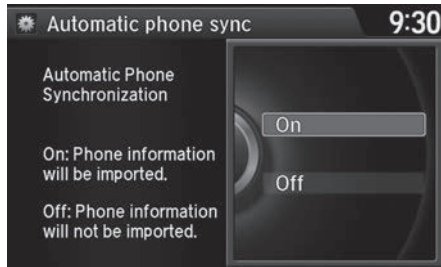 Automatic phone sync
9:30
Automatic Phone
Synchronization
On: Phone information
will be imported.
Off: Phone information
will not be imported.
On
Off